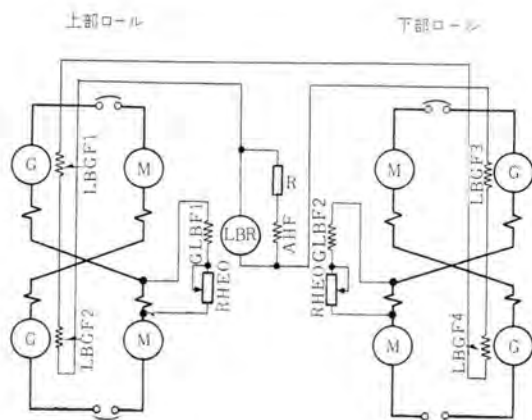 上部ロール
下部ロール
G
LBGF1
M
R
AHF
LBR
GLBF1
RHEO
GLBF2
RHEO
M
LBGF3
G
G
LBGF2
M
M
LBGF4
G